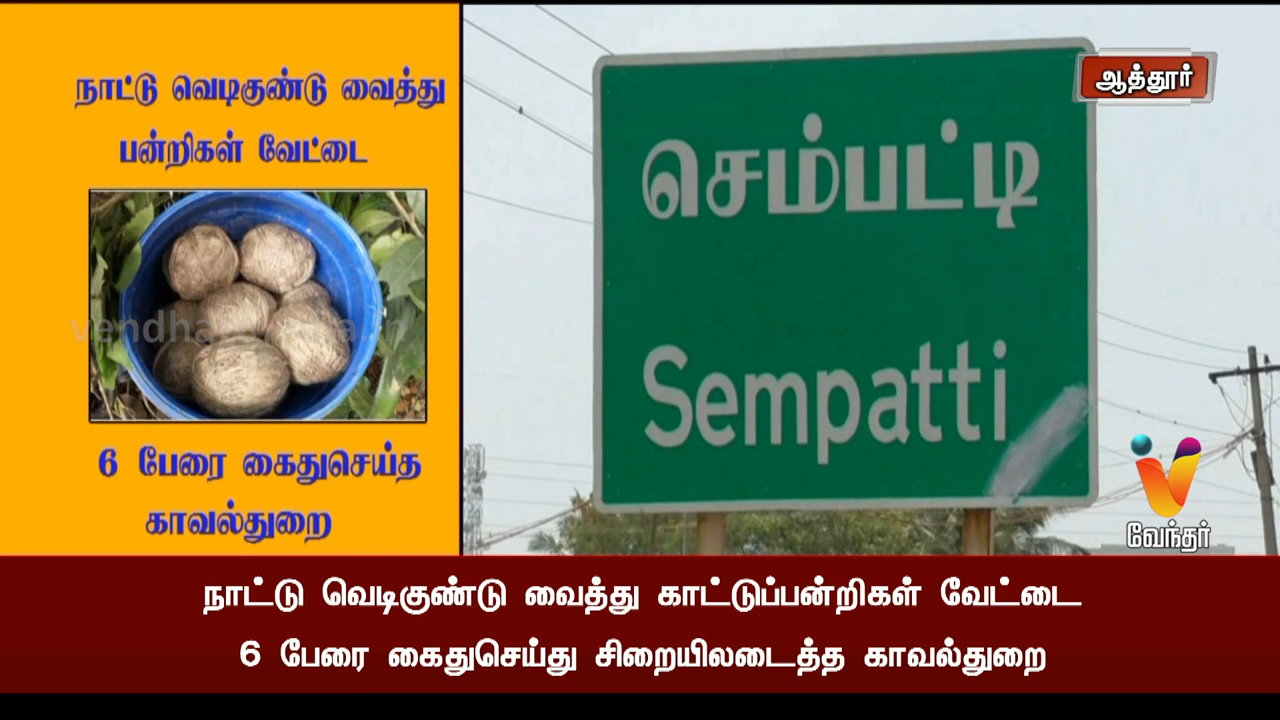 நாட்டு வெடிகுண்டு வைத்து
பன்றிகள் வேட்டை
6 பேரை கைதுசெய்த
காவல்துறை
ஆத்தூர்
செம்பட்டி
Sempatti
வேந்தர்
நாட்டு வெடிகுண்டு வைத்து காட்டுப்பன்றிகள் வேட்டை
6 பேரை கைதுசெய்து சிறையிலடைத்த காவல்துறை